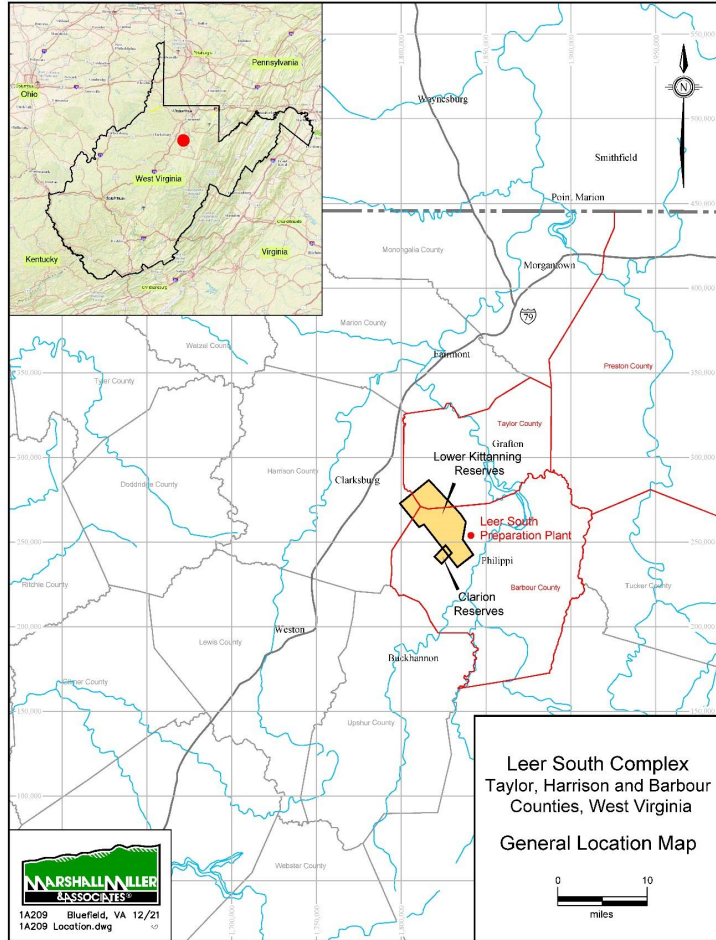 Pennsylvania
Ohio
West Virginia
Kentucky
Virginia
Waynesburg
Smithfield
Point Marion
Monongalia County
Morgantown
N
79
Marion County
Wetzel County
Fairmont
Preston County
Tyler County
Taylor County
Grafton
Lower Kittanning
Reserves
Harrison County
Clarksburg
Doddridge County
Leer South
Preparation Plant
Philippi
Ritchie County
Barbour County
Tucker County
Clarion
Reserves
Weston
Lewis County
Buckhannon
Gilmer County
Upshur County
Webster County
500,000
450,000
400,000
350,000
300,000
250,000
200,000
150,000
100,000
1,700,000
1,750,000
Leer South Complex
Taylor, Harrison and Barbour
Counties, West Virginia
General Location Map
0 10
miles
MARSHALL MILLER
& ASSOCIATES®
1A209 Bluefield, VA 12/21
1A209 Location.dwg